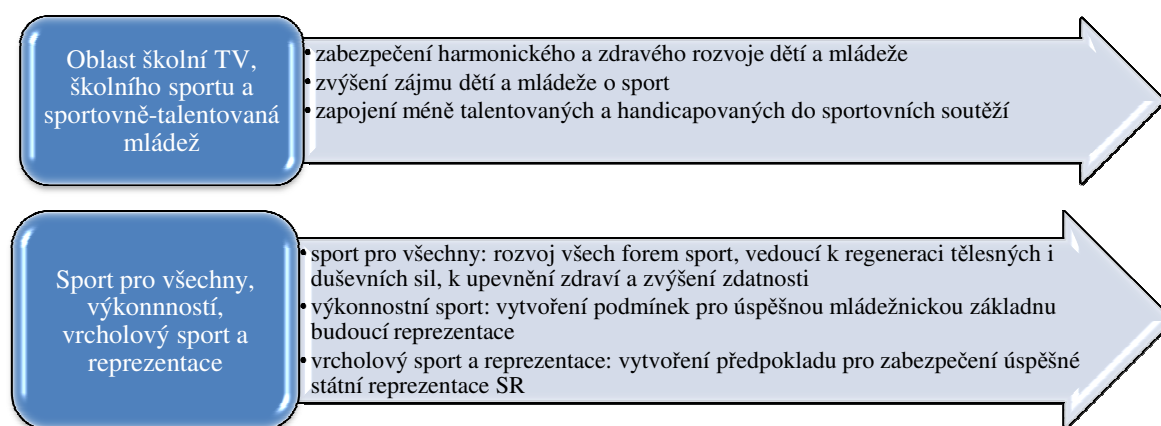 Oblast školní TV,
školního sportu a
sportovně-talentovaná
mládež
• zabezpečení harmonického a zdravého rozvoje dětí a mládeže
• zvýšení zájmu dětí a mládeže o sport
• zapojení méně talentovaných a handicapovaných do sportovních soutěží
Sport pro všechny,
výkonnností,
vrcholový sport a
reprezentace
• sport pro všechny: rozvoj všech forem sport, vedoucí k regeneraci tělesných i
duševních sil, k upevnění zdraví a zvýšení zdatnosti
• výkonnostní sport: vytvoření podmínek pro úspěšnou mládežnickou základnu
budoucí reprezentace
• vrcholový sport a reprezentace: vytvoření předpokladu pro zabezpečení úspěšné
státní reprezentace SR